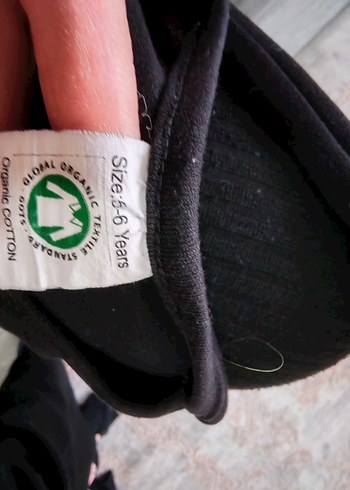 Size:5-6 Years
GLOBAL ORGANIC TEXTILE STANDARD
GOTS
Organic COTTON